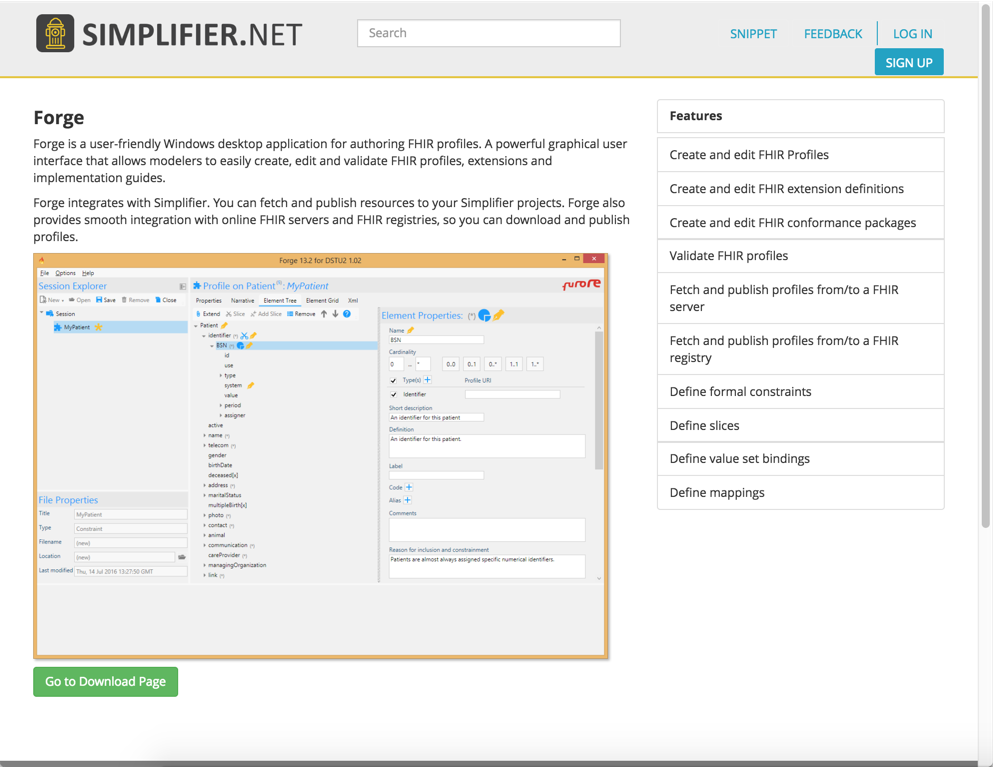 SIMPLIFIER.NET
Search
SNIPPET
FEEDBACK
LOG IN
SIGN UP
Forge
Forge is a user-friendly Windows desktop application for authoring FHIR profiles. A powerful graphical user
interface that allows modelers to easily create, edit and validate FHIR profiles, extensions and
implementation guides.
Forge integrates with Simplifier. You can fetch and publish resources to your Simplifier projects. Forge also
provides smooth integration with online FHIR servers and FHIR registries, so you can download and publish
profiles.
Forge 13.2 for DSTU2 1.02
File Options Help
Session Explorer
New Open Save Remove Close
Session
MyPatient
File Properties
Title MyPatient
Type Constraint
Filename (new)
Location (new)
Last modified Thu, 14 Jul 2016 13:27:50 GMT
Profile on Patient: MyPatient
furore
Properties Narrative Element Tree Element Grid Xml
Extend Slice Add Slice Remove
Patient
identifier (*)
BSN (*)
id
use
type
system
value
period
assigner
active
name (*)
telecom (*)
gender
birthDate
deceased[x]
address (*)
maritalStatus
multipleBirth[x]
photo (*)
contact (*)
animal
communication (*)
careProvider (*)
managingOrganization
link (*)
Element Properties: (*)
Name
BSN
Cardinality
0 ... * 0..0 0..1 0..* 1..1 1..*
Type(s) Profile URI
Identifier
Short description
An identifier for this patient
Definition
An identifier for this patient.
Label
Code
Alias
Comments
Reason for inclusion and constrainment
Patients are almost always assigned specific numerical identifiers.
Go to Download Page
Features
Create and edit FHIR Profiles
Create and edit FHIR extension definitions
Create and edit FHIR conformance packages
Validate FHIR profiles
Fetch and publish profiles from/to a FHIR
server
Fetch and publish profiles from/to a FHIR
registry
Define formal constraints
Define slices
Define value set bindings
Define mappings